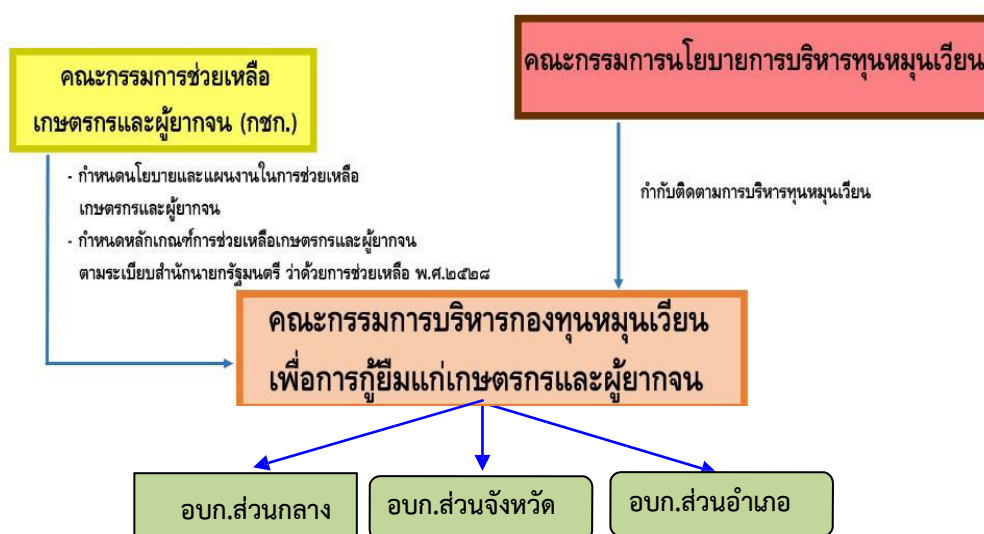 คณะกรรมการช่วยเหลือ
เกษตรกรและผู้ยากจน (กชก.)
คณะกรรมการนโยบายการบริหารทุนหมุนเวียน
- กำหนดนโยบายและแผนงานในการช่วยเหลือ
เกษตรกรและผู้ยากจน
- กำหนดหลักเกณฑ์การช่วยเหลือเกษตรกรและผู้ยากจน
ตามระเบียบสำนักนายกรัฐมนตรี ว่าด้วยการช่วยเหลือ พ.ศ.๒๕๒๘
กำกับติดตามการบริหารทุนหมุนเวียน
คณะกรรมการบริหารกองทุนหมุนเวียน
เพื่อการกู้ยืมแก่เกษตรกรและผู้ยากจน
อบก.ส่วนกลาง
อบก.ส่วนจังหวัด
อบก.ส่วนอำเภอ